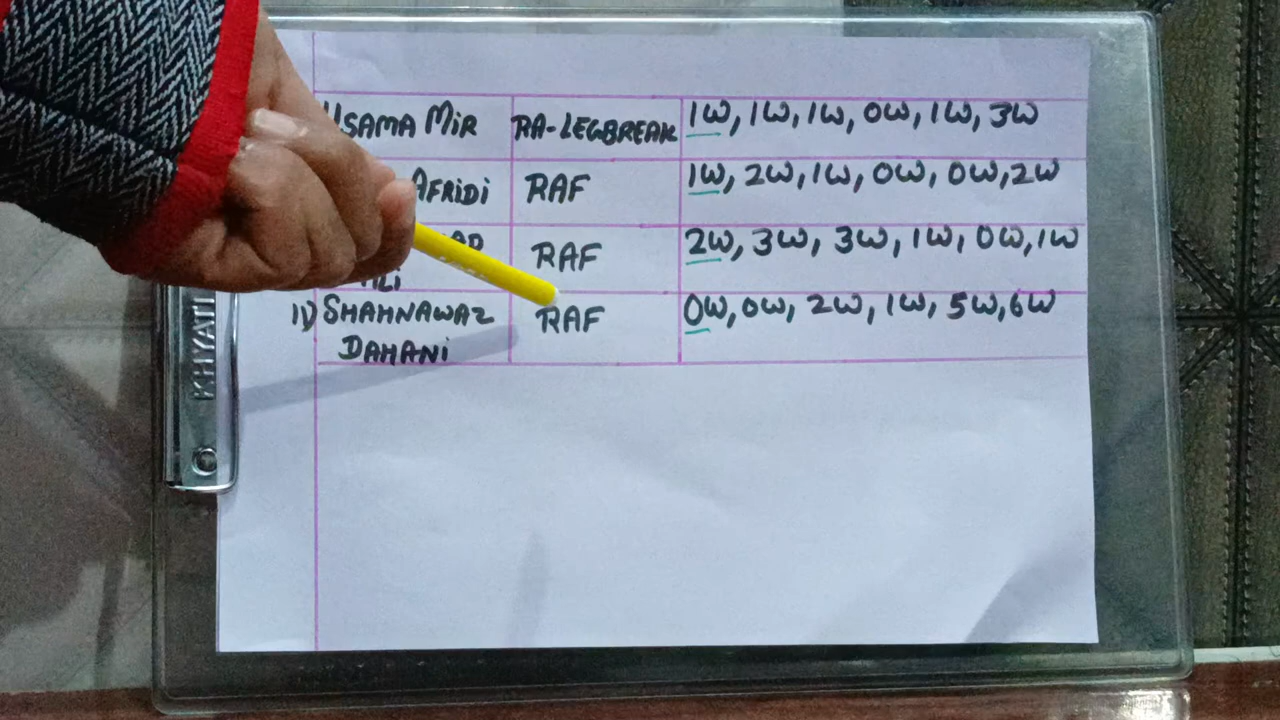 USAMA MIR RA-LEGBREAK 1W, 1W, 1W, 0W, 1W, 3W
AFRIDI RAF 1W, 2W, 1W, 0W, 0W, 2W
RAF 2W, 3W, 3W, 1W, 0W, 1W
11) SHAHNAWAZ RAF 0W, 0W, 2W, 1W, 5W, 6W
DAHANI
KHYATI